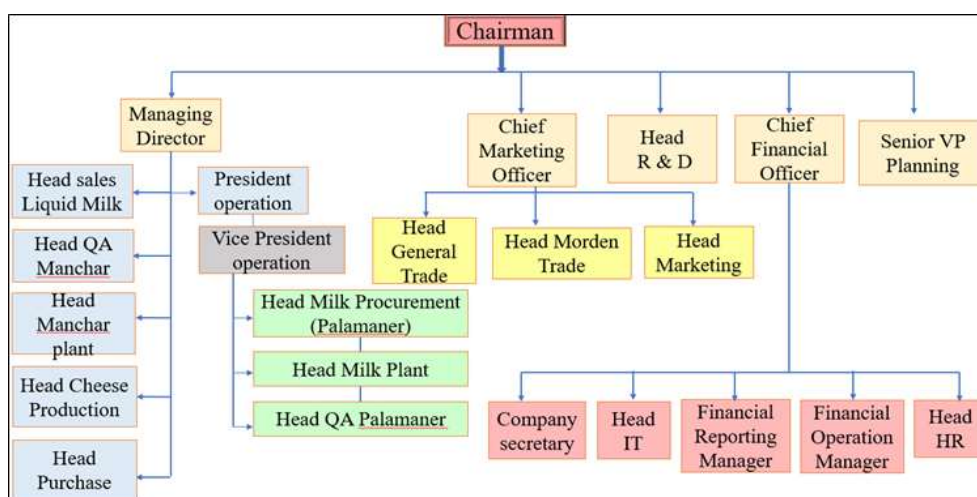 Chairman
Managing
Director
Chief
Marketing
Officer
Head
R & D
Chief
Financial
Officer
Senior VP
Planning
Head sales
Liquid Milk
President
operation
Head QA
Manchar
Vice President
operation
Head
General
Trade
Head Morden
Trade
Head
Marketing
Head
Manchar
plant
Head Milk Procurement
(Palamaner)
Head Milk Plant
Head Cheese
Production
Head QA Palamaner
Company
secretary
Head
IT
Financial
Reporting
Manager
Financial
Operation
Manager
Head
HR
Head
Purchase